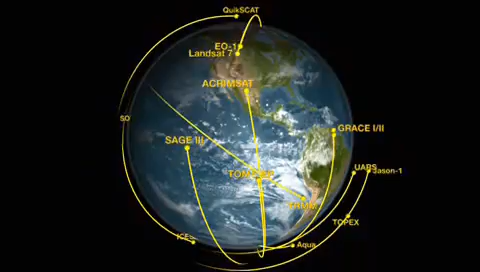 QuikSCAT
EO-1
Landsat 7
ACRIMSAT
GRACE I/II
SAGE III
UARS
Jason-1
TOPEX
Aqua